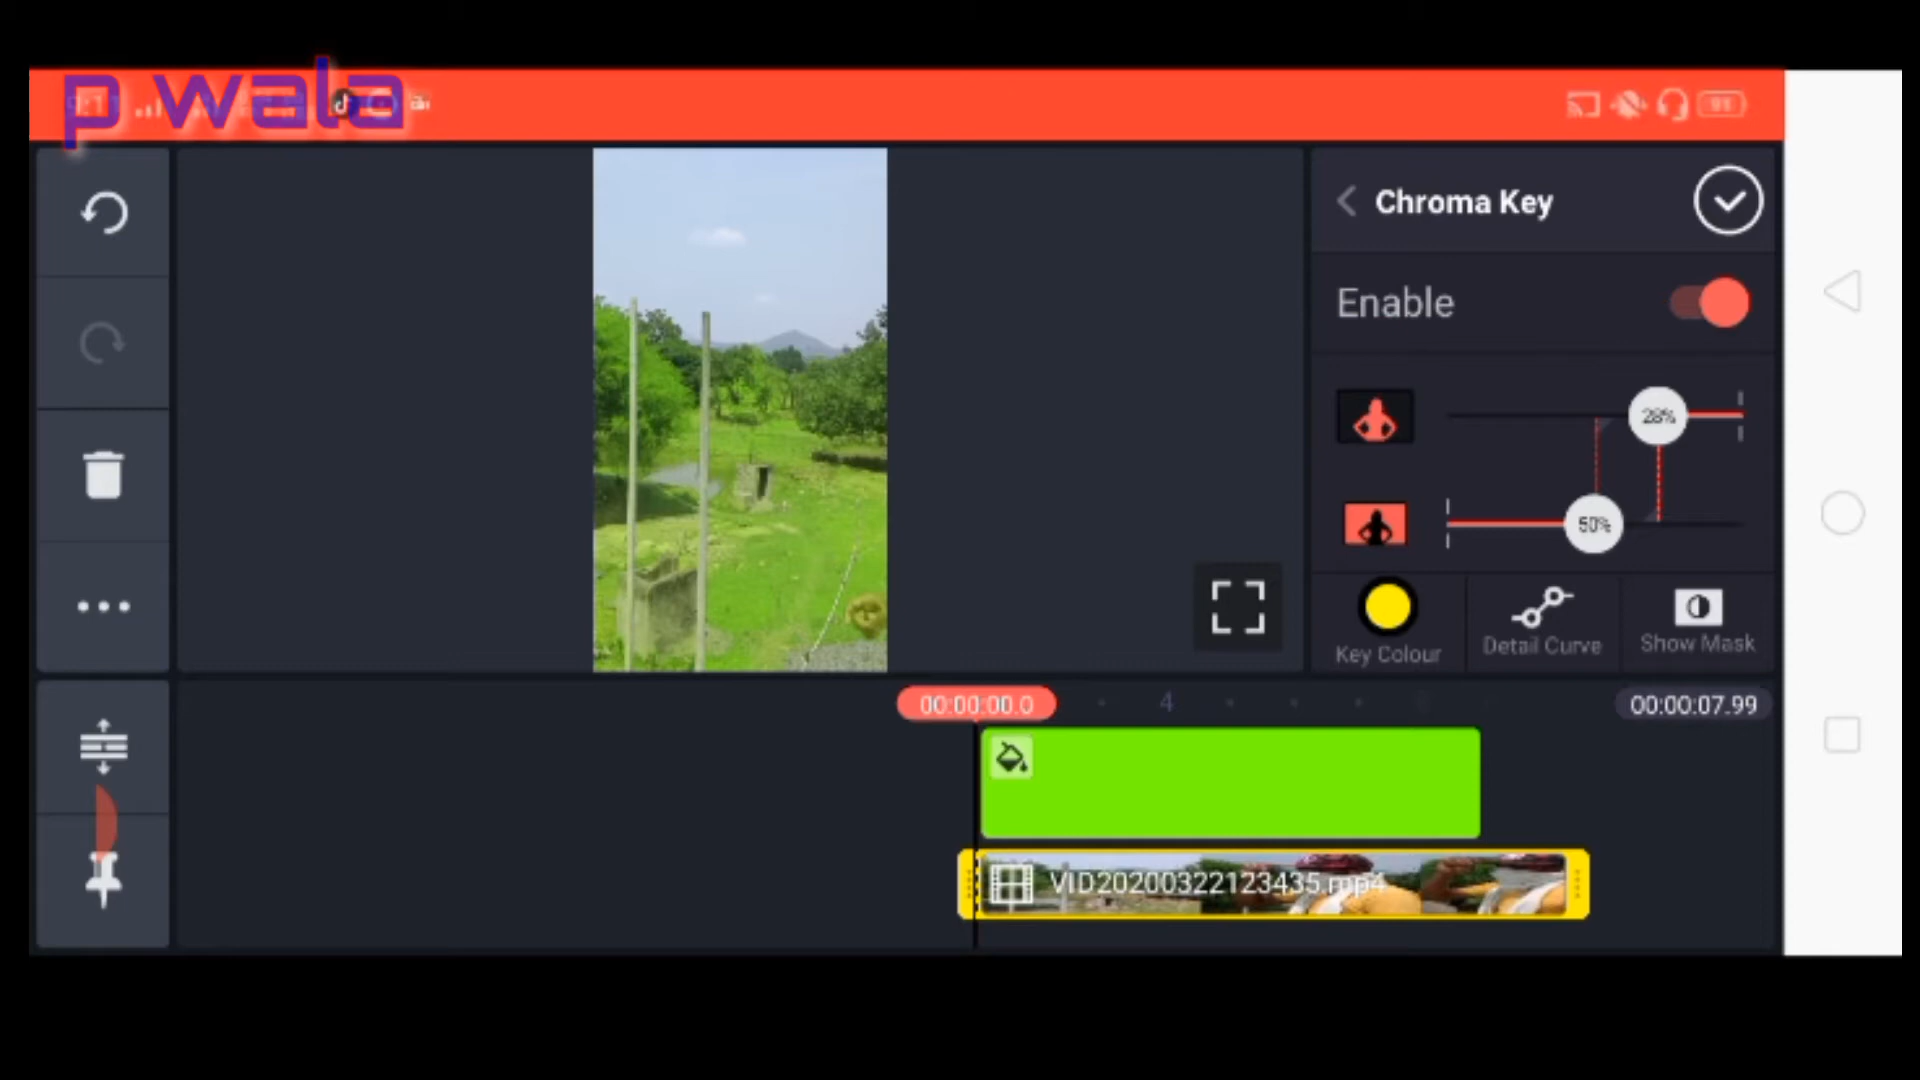 p wala
Chroma Key
Enable
28%
50%
Key Colour
Detail Curve
Show Mask
00:00:00.0
4
00:00:07.99
VID20200322123435.mp4